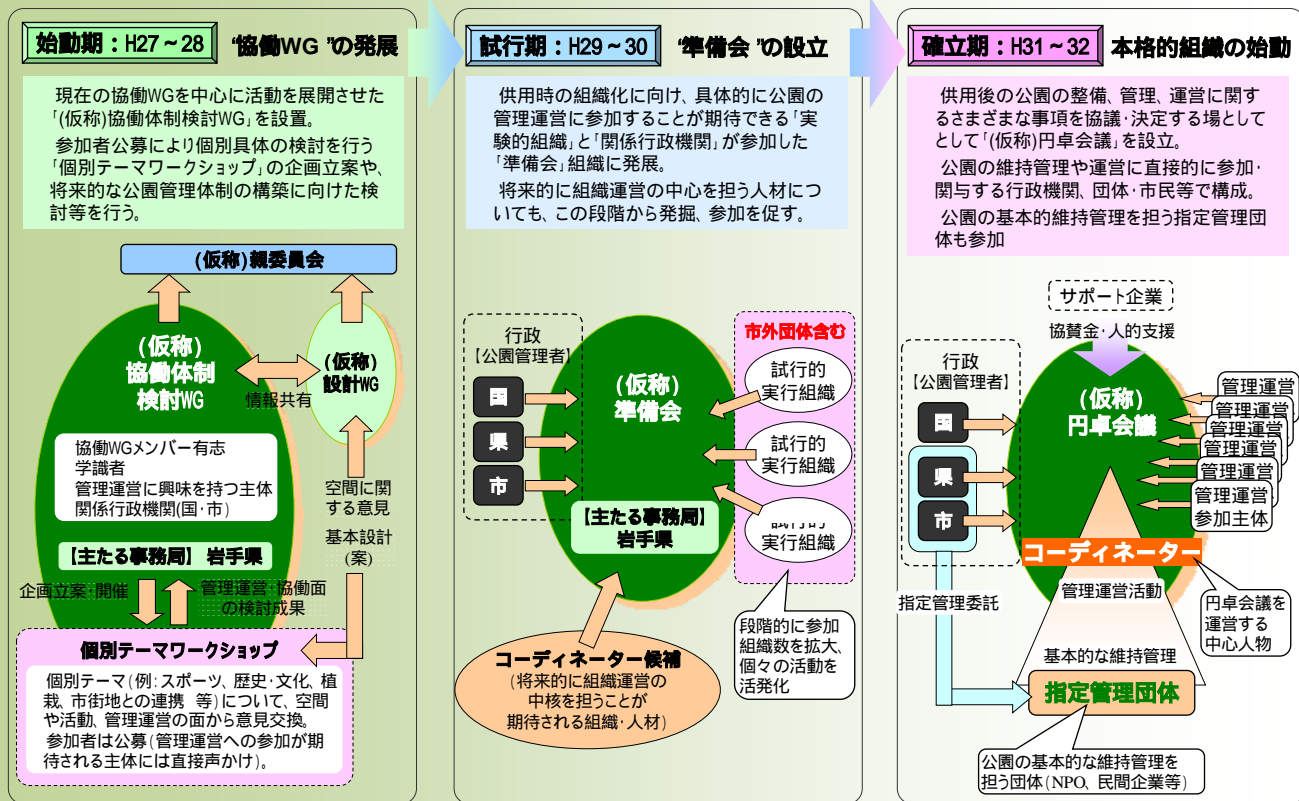 始動期：H27～28
“協働WG ”の発展
現在の協働WGを中心に活動を展開させた
「(仮称)協働体制検討WG」を設置。
参加者公募により個別具体の検討を行う
「個別テーマワークショップ」の企画立案や、
将来的な公園管理体制の構築に向けた検
討等を行う。
(仮称)親委員会
(仮称)
協働体制
検討WG
情報共有
(仮称)
設計WG
協働WGメンバー有志
学識者
管理運営に興味を持つ主体
関係行政機関(国・市)
空間に関
する意見
基本設計
(案)
【主たる事務局】 岩手県
企画立案・開催
管理運営・協働面
の検討成果
個別テーマワークショップ
個別テーマ(例:スポーツ、歴史・文化、植
栽、市街地との連携 等)について、空間
や活動、管理運営の面から意見交換。
参加者は公募(管理運営への参加が期
待される主体には直接声かけ)。
試行期：H29～30
“準備会 ”の設立
供用時の組織化に向け、具体的に公園の
管理運営に参加することが期待できる「実
験的組織」と「関係行政機関」が参加した
「準備会」組織に発展。
将来的に組織運営の中心を担う人材につ
いても、この段階から発掘、参加を促す。
行政
【公園管理者】
国
県
市
(仮称)
準備会
【主たる事務局】
岩手県
市外団体含む
試行的
実行組織
試行的
実行組織
試行的
実行組織
段階的に参加
組織数を拡大、
個々の活動を
活発化
コーディネーター候補
(将来的に組織運営の
中核を担うことが
期待される組織・人材)
確立期：H31～32
本格的組織の始動
供用後の公園の整備、管理、運営に関す
るさまざまな事項を協議・決定する場として
として「(仮称)円卓会議」を設立。
公園の維持管理や運営に直接的に参加・
関与する行政機関、団体・市民等で構成。
公園の基本的維持管理を担う指定管理団
体も参加
サポート企業
協賛金・人的支援
行政
【公園管理者】
国
県
市
(仮称)
円卓会議
管理運営
管理運営
管理運営
管理運営
管理運営
管理運営
参加主体
コーディネーター
管理運営活動
円卓会議を
運営する
中心人物
指定管理委託
基本的な維持管理
指定管理団体
公園の基本的な維持管理を
担う団体(NPO、民間企業等)